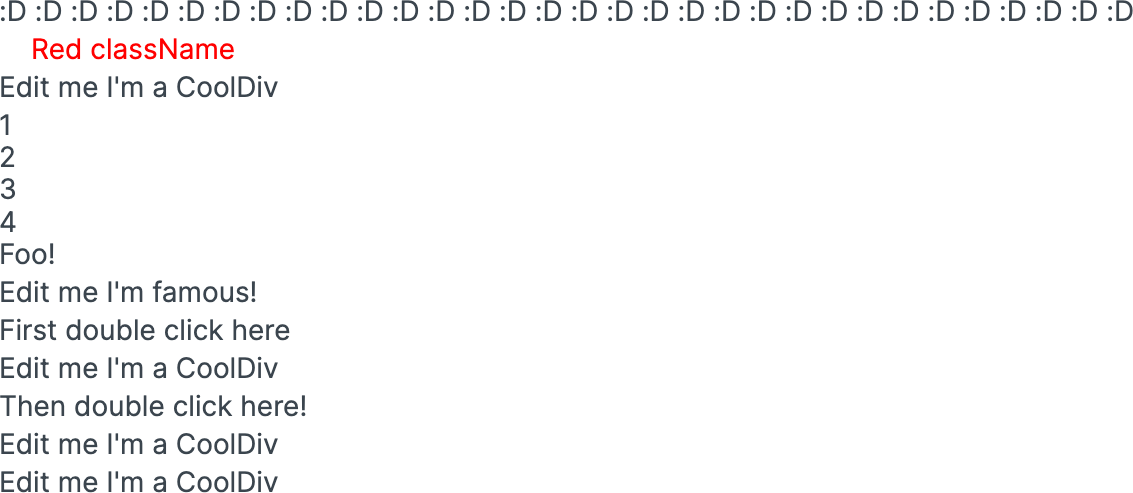 :D :D :D :D :D :D :D :D :D :D :D :D :D :D :D :D :D :D :D :D :D :D :D :D :D :D :D :D :D :D :D :D
Red className
Edit me I'm a CoolDiv
1
2
3
4
Foo!
Edit me I'm famous!
First double click here
Edit me I'm a CoolDiv
Then double click here!
Edit me I'm a CoolDiv
Edit me I'm a CoolDiv